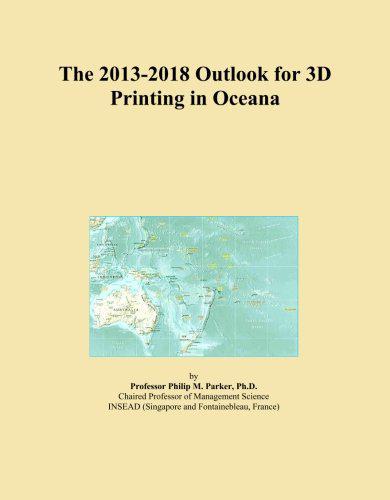 The 2013-2018 Outlook for 3D
Printing in Oceana
AUSTRALIA
by
Professor Philip M. Parker, Ph.D.
Chaired Professor of Management Science
INSEAD (Singapore and Fontainebleau, France)